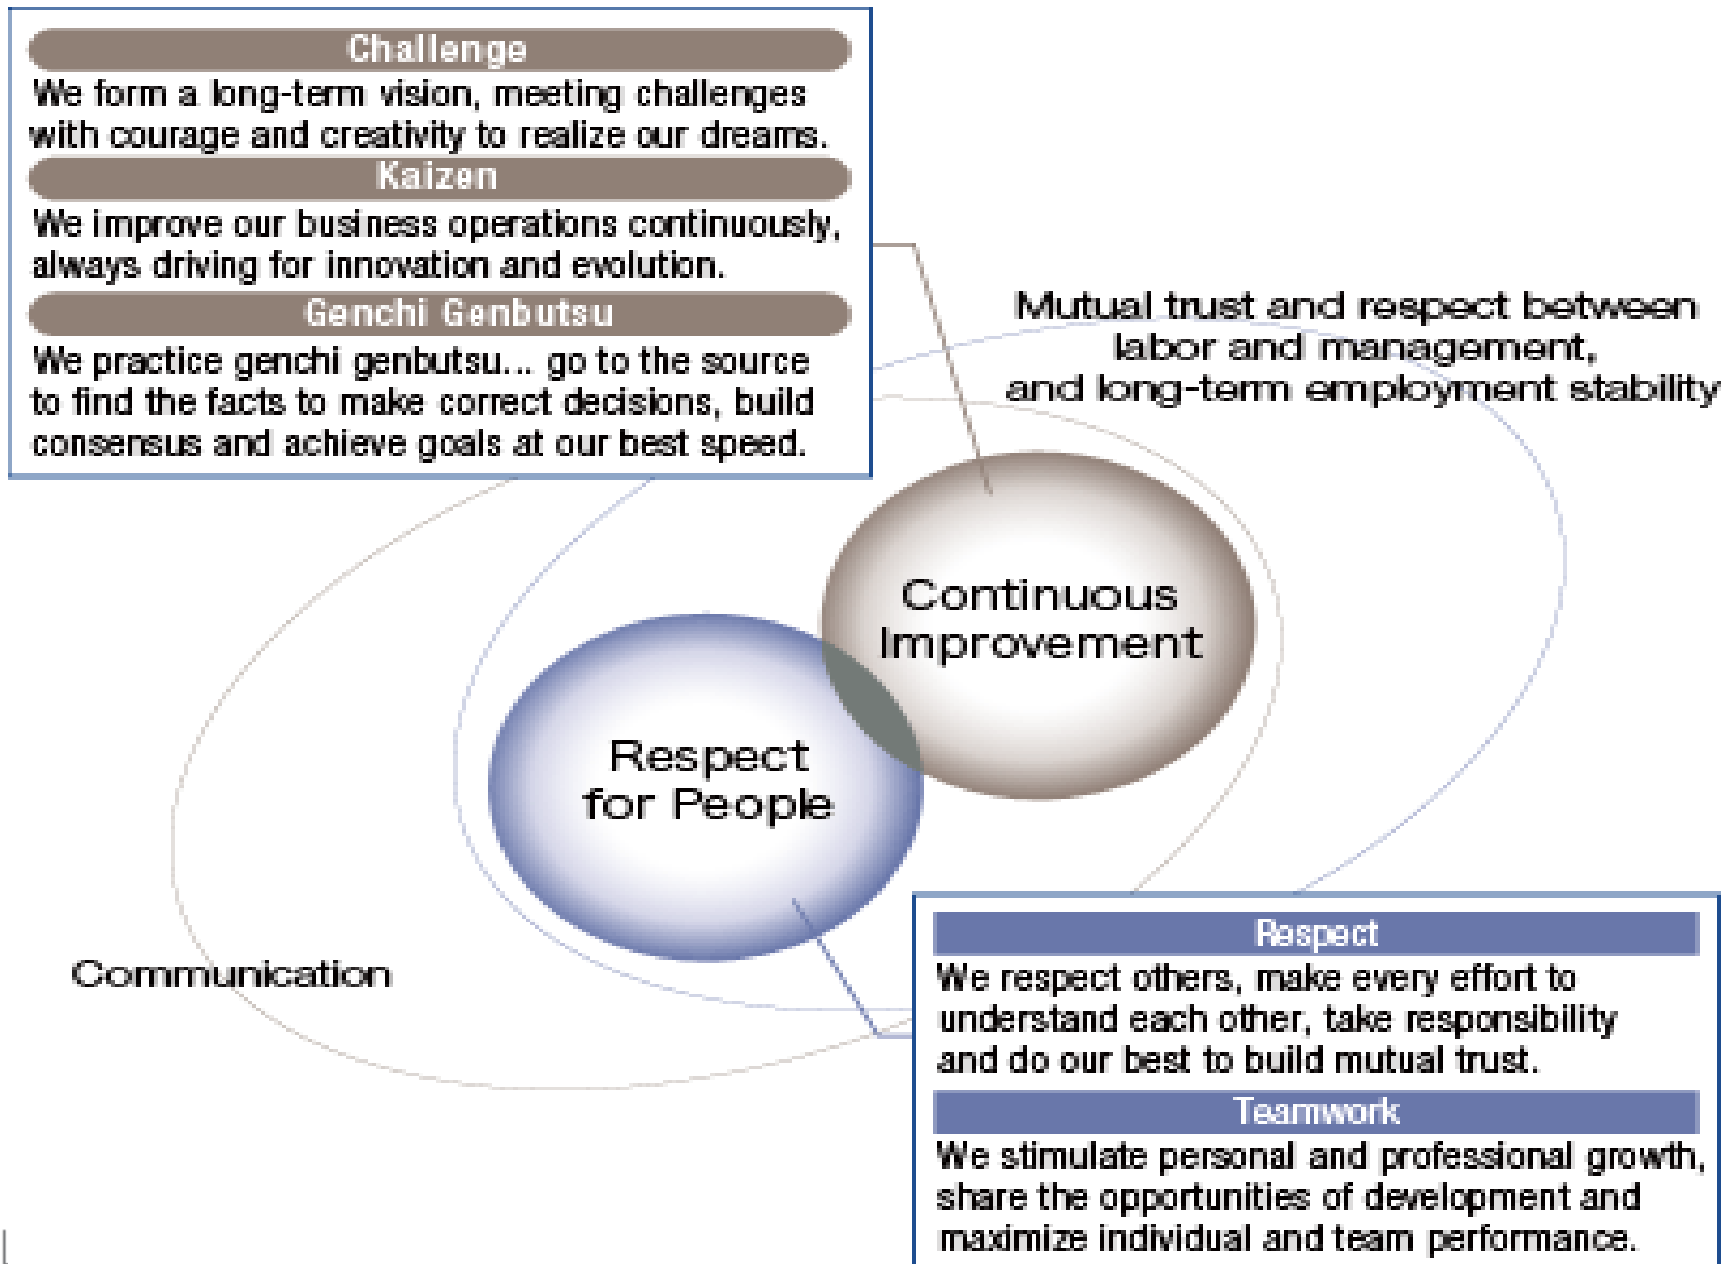 Challenge
We form a long-term vision, meeting challenges
with courage and creativity to realize our dreams.
Kaizen
We improve our business operations continuously,
always driving for innovation and evolution.
Genchi Genbutsu
We practice genchi genbutsu... go to the source
to find the facts to make correct decisions, build
consensus and achieve goals at our best speed.
Mutual trust and respect between
labor and management,
and long-term employment stability
Continuous
Improvement
Respect
for People
Communication
Respect
We respect others, make every effort to
understand each other, take responsibility
and do our best to build mutual trust.
Teamwork
We stimulate personal and professional growth,
share the opportunities of development and
maximize individual and team performance.